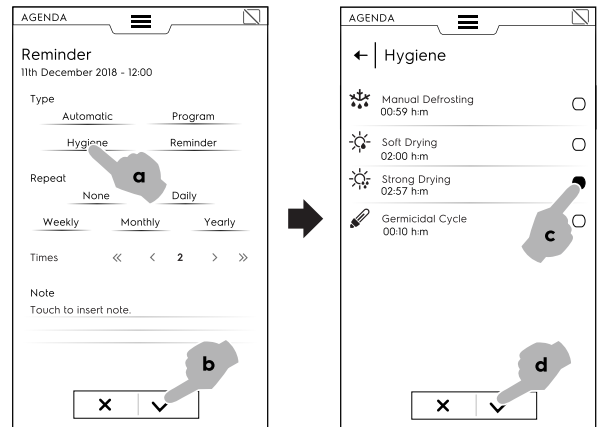 AGENDA
Reminder
11th December 2018 - 12:00
Type
Automatic Program
Hygiene Reminder
a
Repeat
None Daily
Weekly Monthly Yearly
Times << < 2 > >>
Note
Touch to insert note.
b
AGENDA
Hygiene
Manual Defrosting
00:59 h:m
Soft Drying
02:00 h:m
Strong Drying
02:57 h:m
Germicidal Cycle
00:10 h:m
c
d